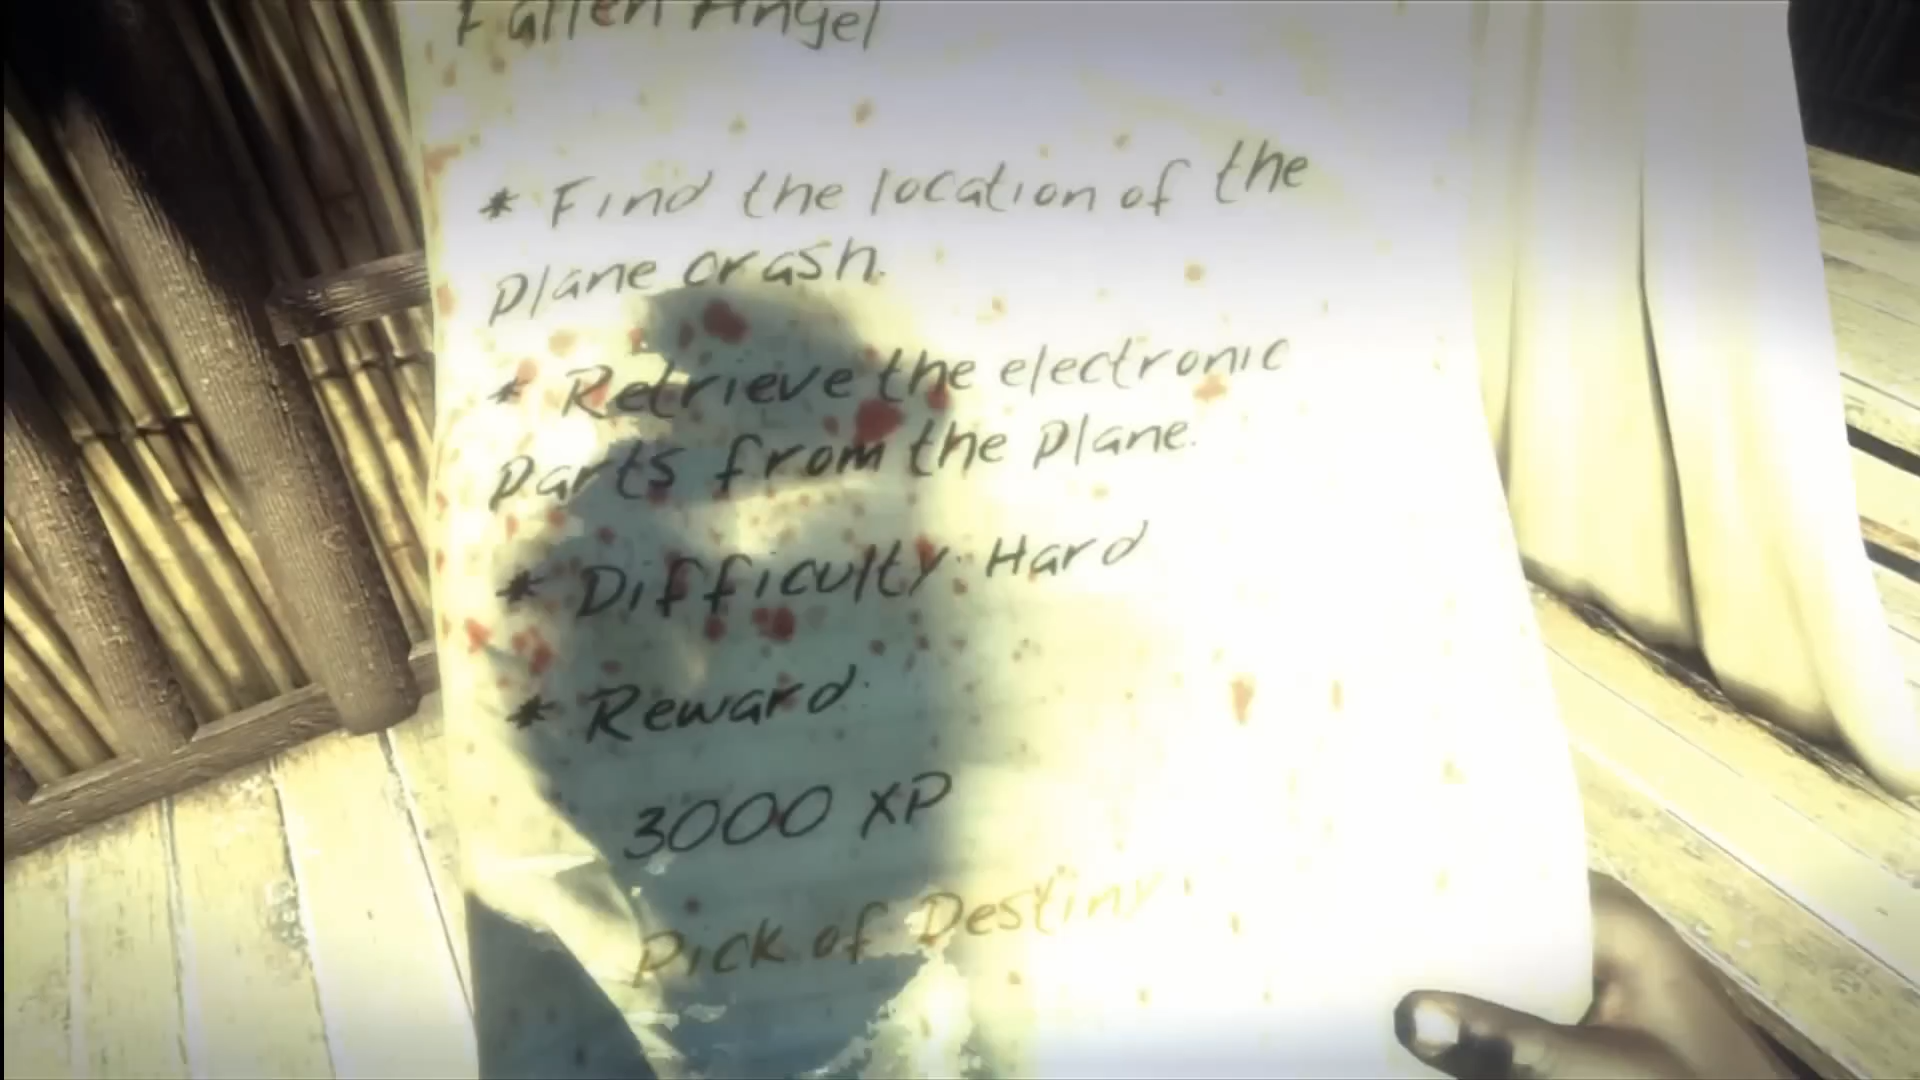 Fallen Angel
* Find the location of the
plane crash.
* Retrieve the electronic
parts from the plane.
* Difficulty: Hard
* Reward:
3000 XP
Pick of Destiny